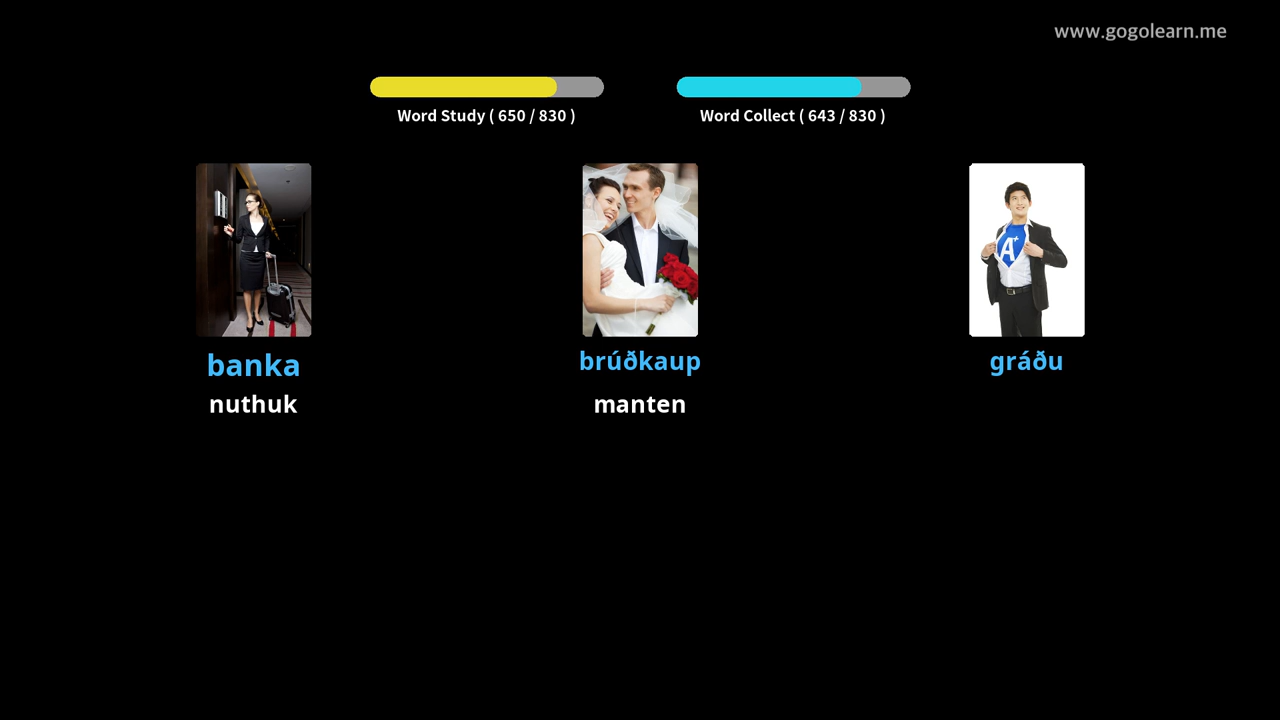 www.gogolearn.me
Word Study ( 650 / 830 )
Word Collect ( 643 / 830 )
A+
banka
brúðkaup
gráðu
nuthuk
manten